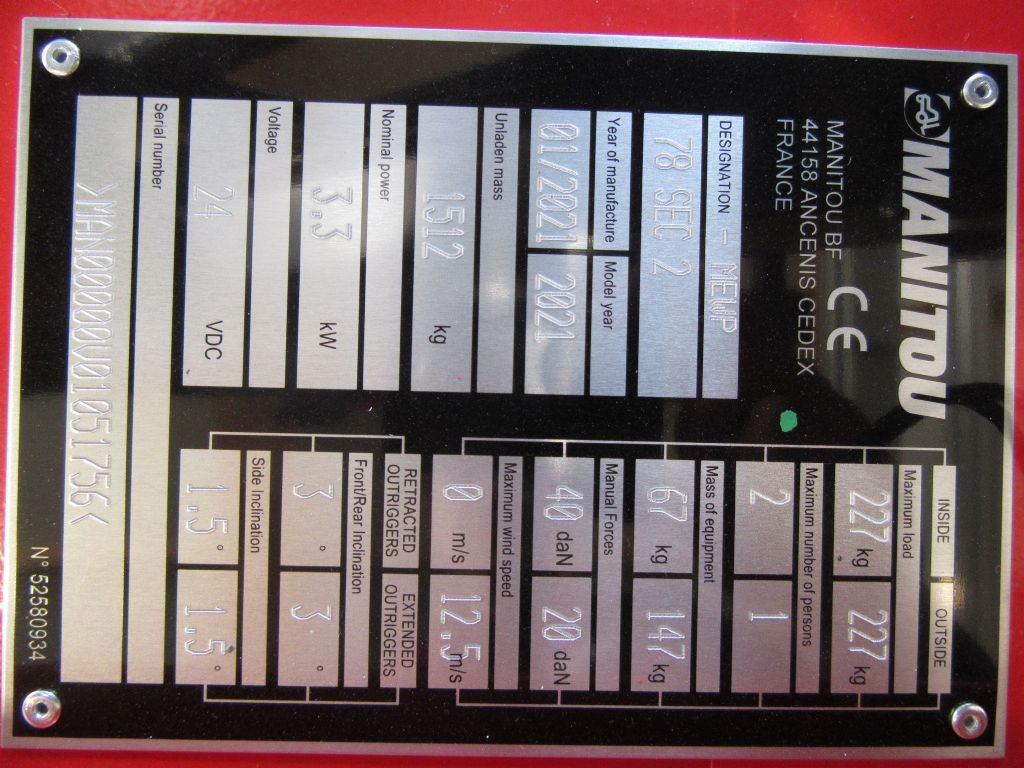 MANITOU
MANITOU BF
44158 ANCENIS CEDEX
FRANCE
CE
DESIGNATION - MEWP
78 SEC 2
Year of manufacture Model year
01/2021 2021
Unladen mass
1512 kg
Nominal power
3.3 kW
Voltage
24 VDC
Serial number
>MAN00000V01051756<
INSIDE OUTSIDE
Maximum load
227 kg 227 kg
Maximum number of persons
2 1
Mass of equipment
67 kg 147 kg
Manual Forces
40 daN 20 daN
Maximum wind speed
0 m/s 12.5 m/s
RETRACTED OUTRIGGERS EXTENDED OUTRIGGERS
Front/Rear Inclination
3 ° 3 °
Side Inclination
1.5° 1.5°
N° 52580934